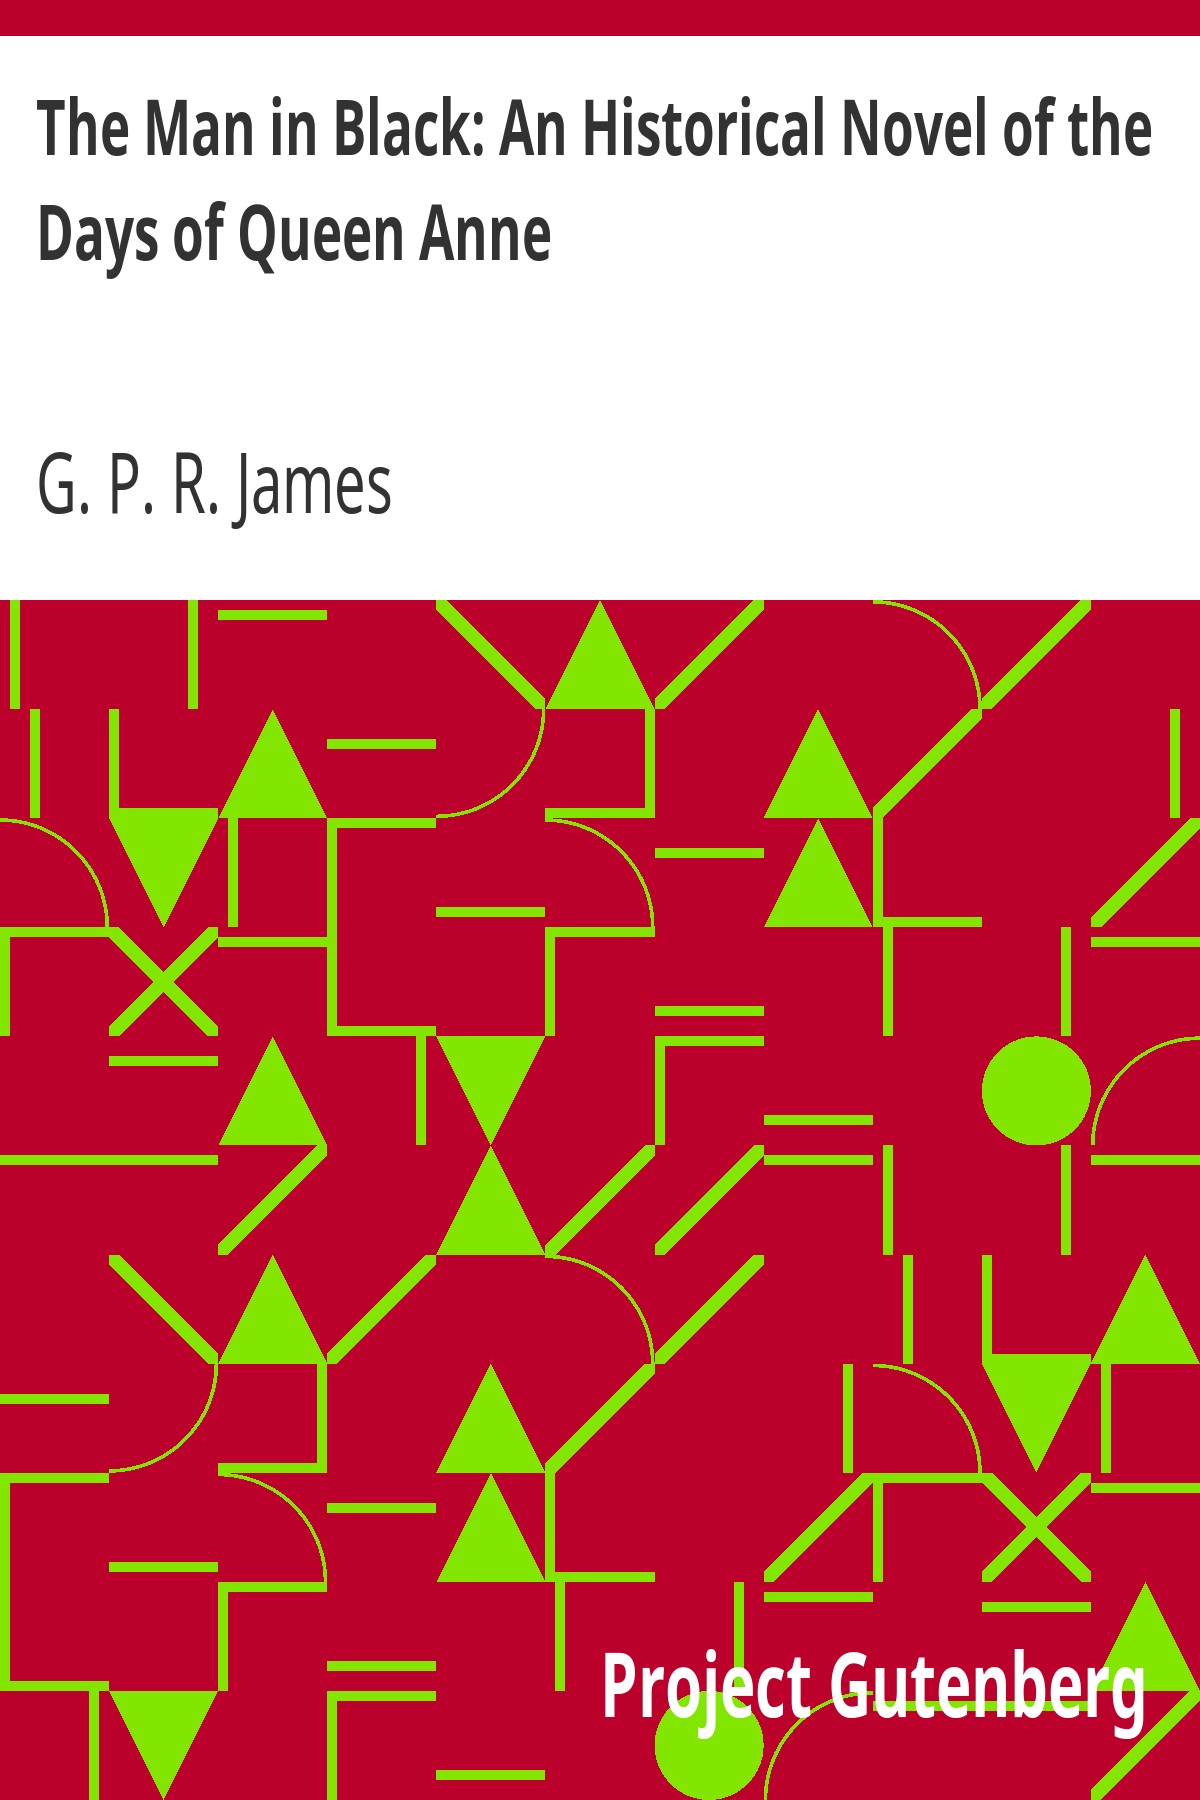 The Man in Black: An Historical Novel of the
Days of Queen Anne
G. P. R. James
Project Gutenberg